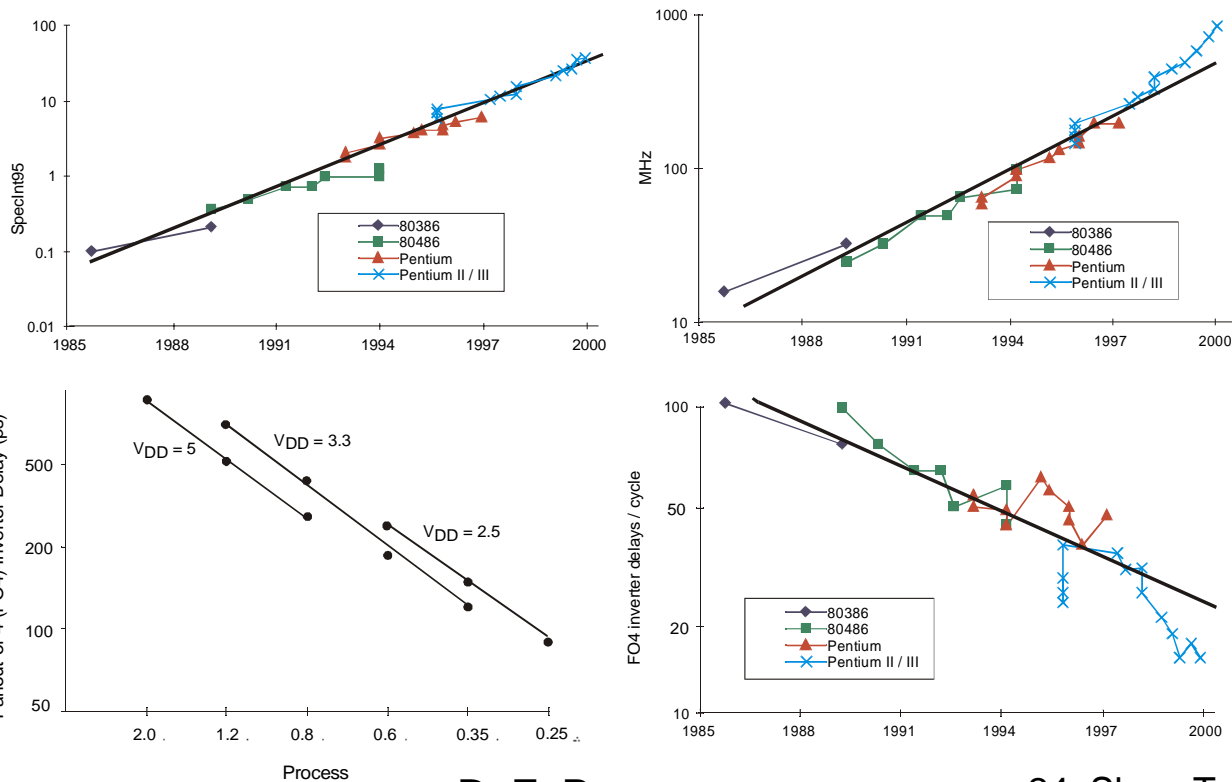 100
10
1
0.1
0.01
SpecInt95
80386
80486
Pentium
Pentium II / III
1985 1988 1991 1994 1997 2000
1000
100
10
MHz
80386
80486
Pentium
Pentium II / III
1985 1988 1991 1994 1997 2000
500
200
100
50
Inverter Delay (ps)
VDD = 5
VDD = 3.3
VDD = 2.5
2.0 1.2 0.8 0.6 0.35 0.25
Process
100
50
20
10
FO4 inverter delays / cycle
80386
80486
Pentium
Pentium II / III
1985 1988 1991 1994 1997 2000